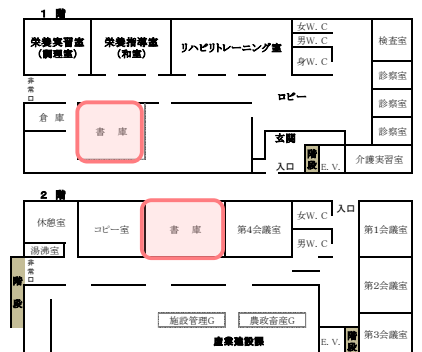 1 階
栄養実習室
(調理室)
栄養指導室
(和室)
リハビリトレーニング室
女W.C
男W.C
身W.C
検査室
診察室
診察室
診察室
非常口
ロビー
倉 庫
書 庫
玄関
入口
階段
E.V.
介護実習室
2 階
休憩室
湯沸室
コピー室
書 庫
第4会議室
女W.C
男W.C
入口
第1会議室
第2会議室
第3会議室
非常口
階段
施設管理G
農政畜産G
産業建設課
E.V.
階段